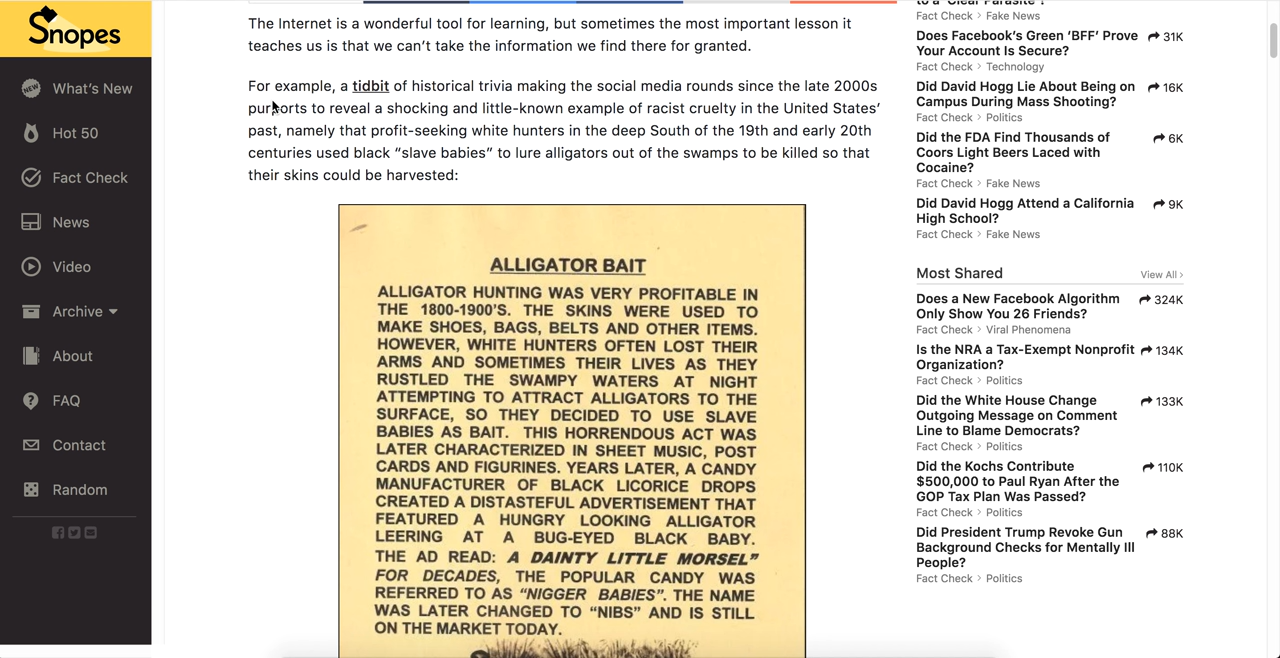 Snopes
What's New
Hot 50
Fact Check
News
Video
Archive
About
FAQ
Contact
Random
The Internet is a wonderful tool for learning, but sometimes the most important lesson it
teaches us is that we can't take the information we find there for granted.
For example, a tidbit of historical trivia making the social media rounds since the late 2000s
purports to reveal a shocking and little-known example of racist cruelty in the United States'
past, namely that profit-seeking white hunters in the deep South of the 19th and early 20th
centuries used black “slave babies” to lure alligators out of the swamps to be killed so that
their skins could be harvested:
ALLIGATOR BAIT
ALLIGATOR HUNTING WAS VERY PROFITABLE IN
THE 1800-1900'S. THE SKINS WERE USED TO
MAKE SHOES, BAGS, BELTS AND OTHER ITEMS.
HOWEVER, WHITE HUNTERS OFTEN LOST THEIR
ARMS AND SOMETIMES THEIR LIVES AS THEY
RUSTLED THE SWAMPY WATERS AT NIGHT
ATTEMPTING TO ATTRACT ALLIGATORS TO THE
SURFACE, SO THEY DECIDED TO USE SLAVE
BABIES AS BAIT. THIS HORRENDOUS ACT WAS
LATER CHARACTERIZED IN SHEET MUSIC, POST
CARDS AND FIGURINES. YEARS LATER, A CANDY
MANUFACTURER OF BLACK LICORICE DROPS
CREATED A DISTASTEFUL ADVERTISEMENT THAT
FEATURED A HUNGRY LOOKING ALLIGATOR
LEERING AT A BUG-EYED BLACK BABY.
THE AD READ: A DAINTY LITTLE MORSEL”
FOR DECADES, THE POPULAR CANDY WAS
REFERRED TO AS “NIGGER BABIES”. THE NAME
WAS LATER CHANGED TO “NIBS” AND IS STILL
ON THE MARKET TODAY.
Fact Check > Fake News
Does Facebook's Green ‘BFF’ Prove
Your Account Is Secure?
31K
Fact Check > Technology
Did David Hogg Lie About Being on
Campus During Mass Shooting?
16K
Fact Check > Politics
Did the FDA Find Thousands of
Coors Light Beers Laced with
Cocaine?
6K
Fact Check > Fake News
Did David Hogg Attend a California
High School?
9K
Fact Check > Fake News
Most Shared
View All >
Does a New Facebook Algorithm
Only Show You 26 Friends?
324K
Fact Check > Viral Phenomena
Is the NRA a Tax-Exempt Nonprofit
Organization?
134K
Fact Check > Politics
Did the White House Change
Outgoing Message on Comment
Line to Blame Democrats?
133K
Fact Check > Politics
Did the Kochs Contribute
$500,000 to Paul Ryan After the
GOP Tax Plan Was Passed?
110K
Fact Check > Politics
Did President Trump Revoke Gun
Background Checks for Mentally Ill
People?
88K
Fact Check > Politics